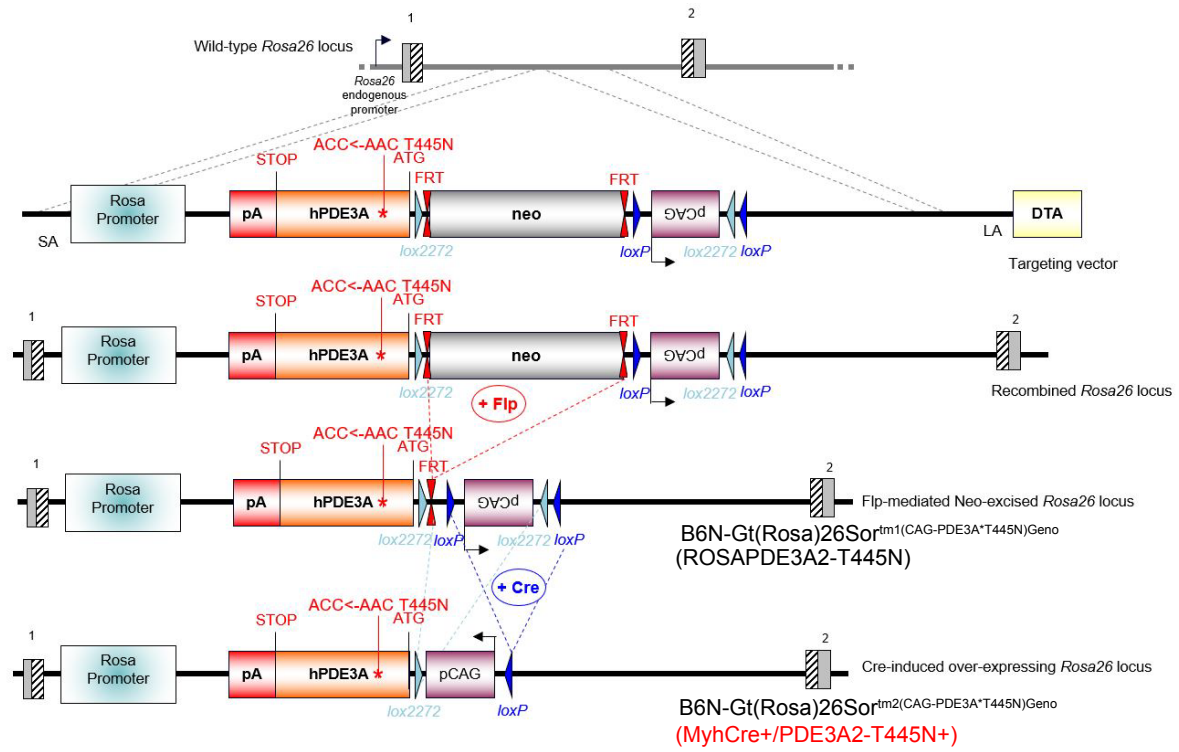 1
2
Wild-type Rosa26 locus
Rosa26
endogenous
promoter
ACC<-AAC T445N
STOP
ATG
FRT
FRT
Rosa
Promoter
pA
hPDE3A
*
neo
pCAG
DTA
SA
LA
lox2272
loxP
lox2272
loxP
Targeting vector
ACC<-AAC T445N
1
STOP
ATG
FRT
FRT
2
Rosa
Promoter
pA
hPDE3A
*
neo
pCAG
lox2272
loxP
lox2272
loxP
Recombined Rosa26 locus
+ Flp
ACC<-AAC T445N
1
STOP
ATG
FRT
2
Rosa
Promoter
pA
hPDE3A
*
pCAG
Flp-mediated Neo-excised Rosa26 locus
lox2272
loxP
lox2272
loxP
B6N-Gt(Rosa)26Sortm1(CAG-PDE3A*T445N)Geno
(ROSAPDE3A2-T445N)
+ Cre
ACC<-AAC T445N
1
STOP
ATG
2
Rosa
Promoter
pA
hPDE3A
*
pCAG
Cre-induced over-expressing Rosa26 locus
lox2272
loxP
B6N-Gt(Rosa)26Sortm2(CAG-PDE3A*T445N)Geno
(MyhCre+/PDE3A2-T445N+)